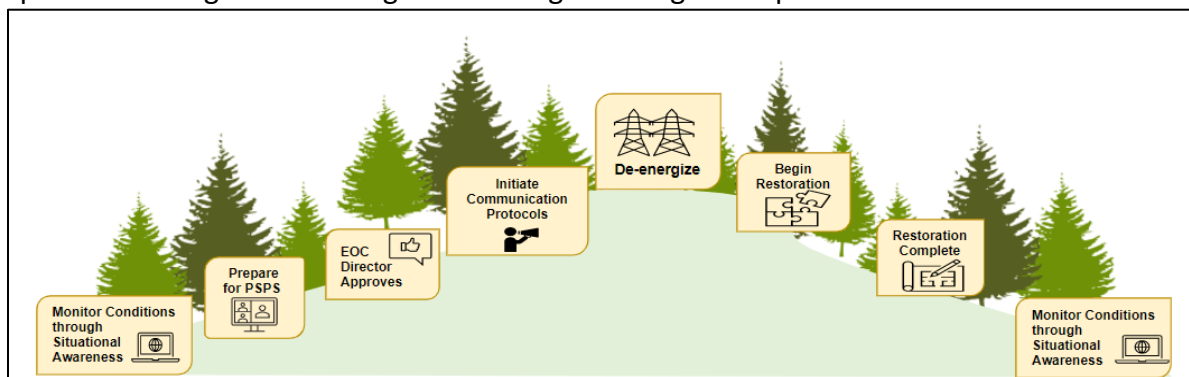 Monitor Conditions
through
Situational
Awareness
Prepare
for PSPS
EOC
Director
Approves
Initiate
Communication
Protocols
De-energize
Begin
Restoration
Restoration
Complete
Monitor Conditions
through
Situational
Awareness